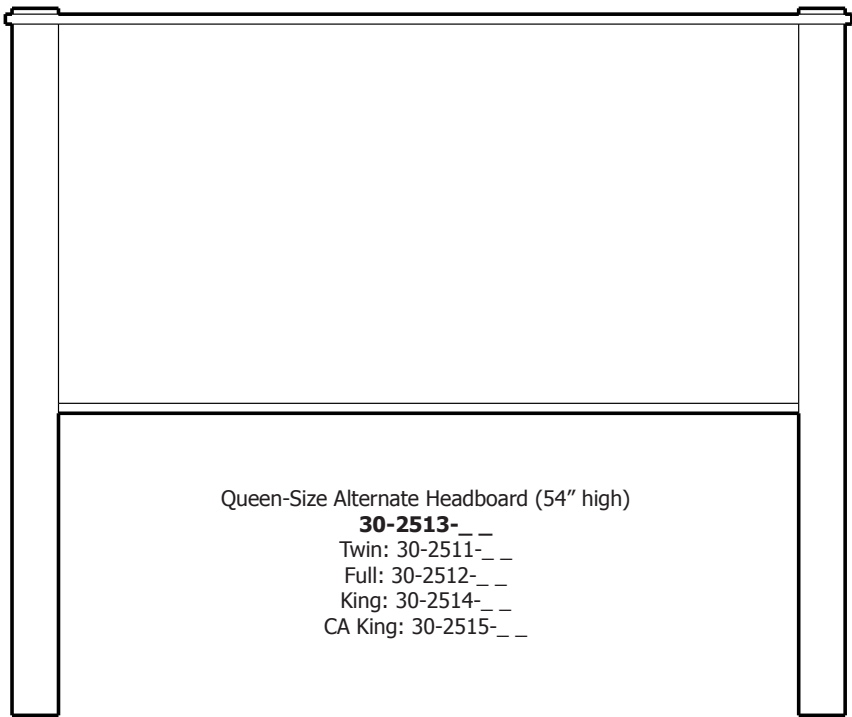 Queen-Size Alternate Headboard (54” high)
30-2513-_ _
Twin: 30-2511-_ _
Full: 30-2512-_ _
King: 30-2514-_ _
CA King: 30-2515-_ _